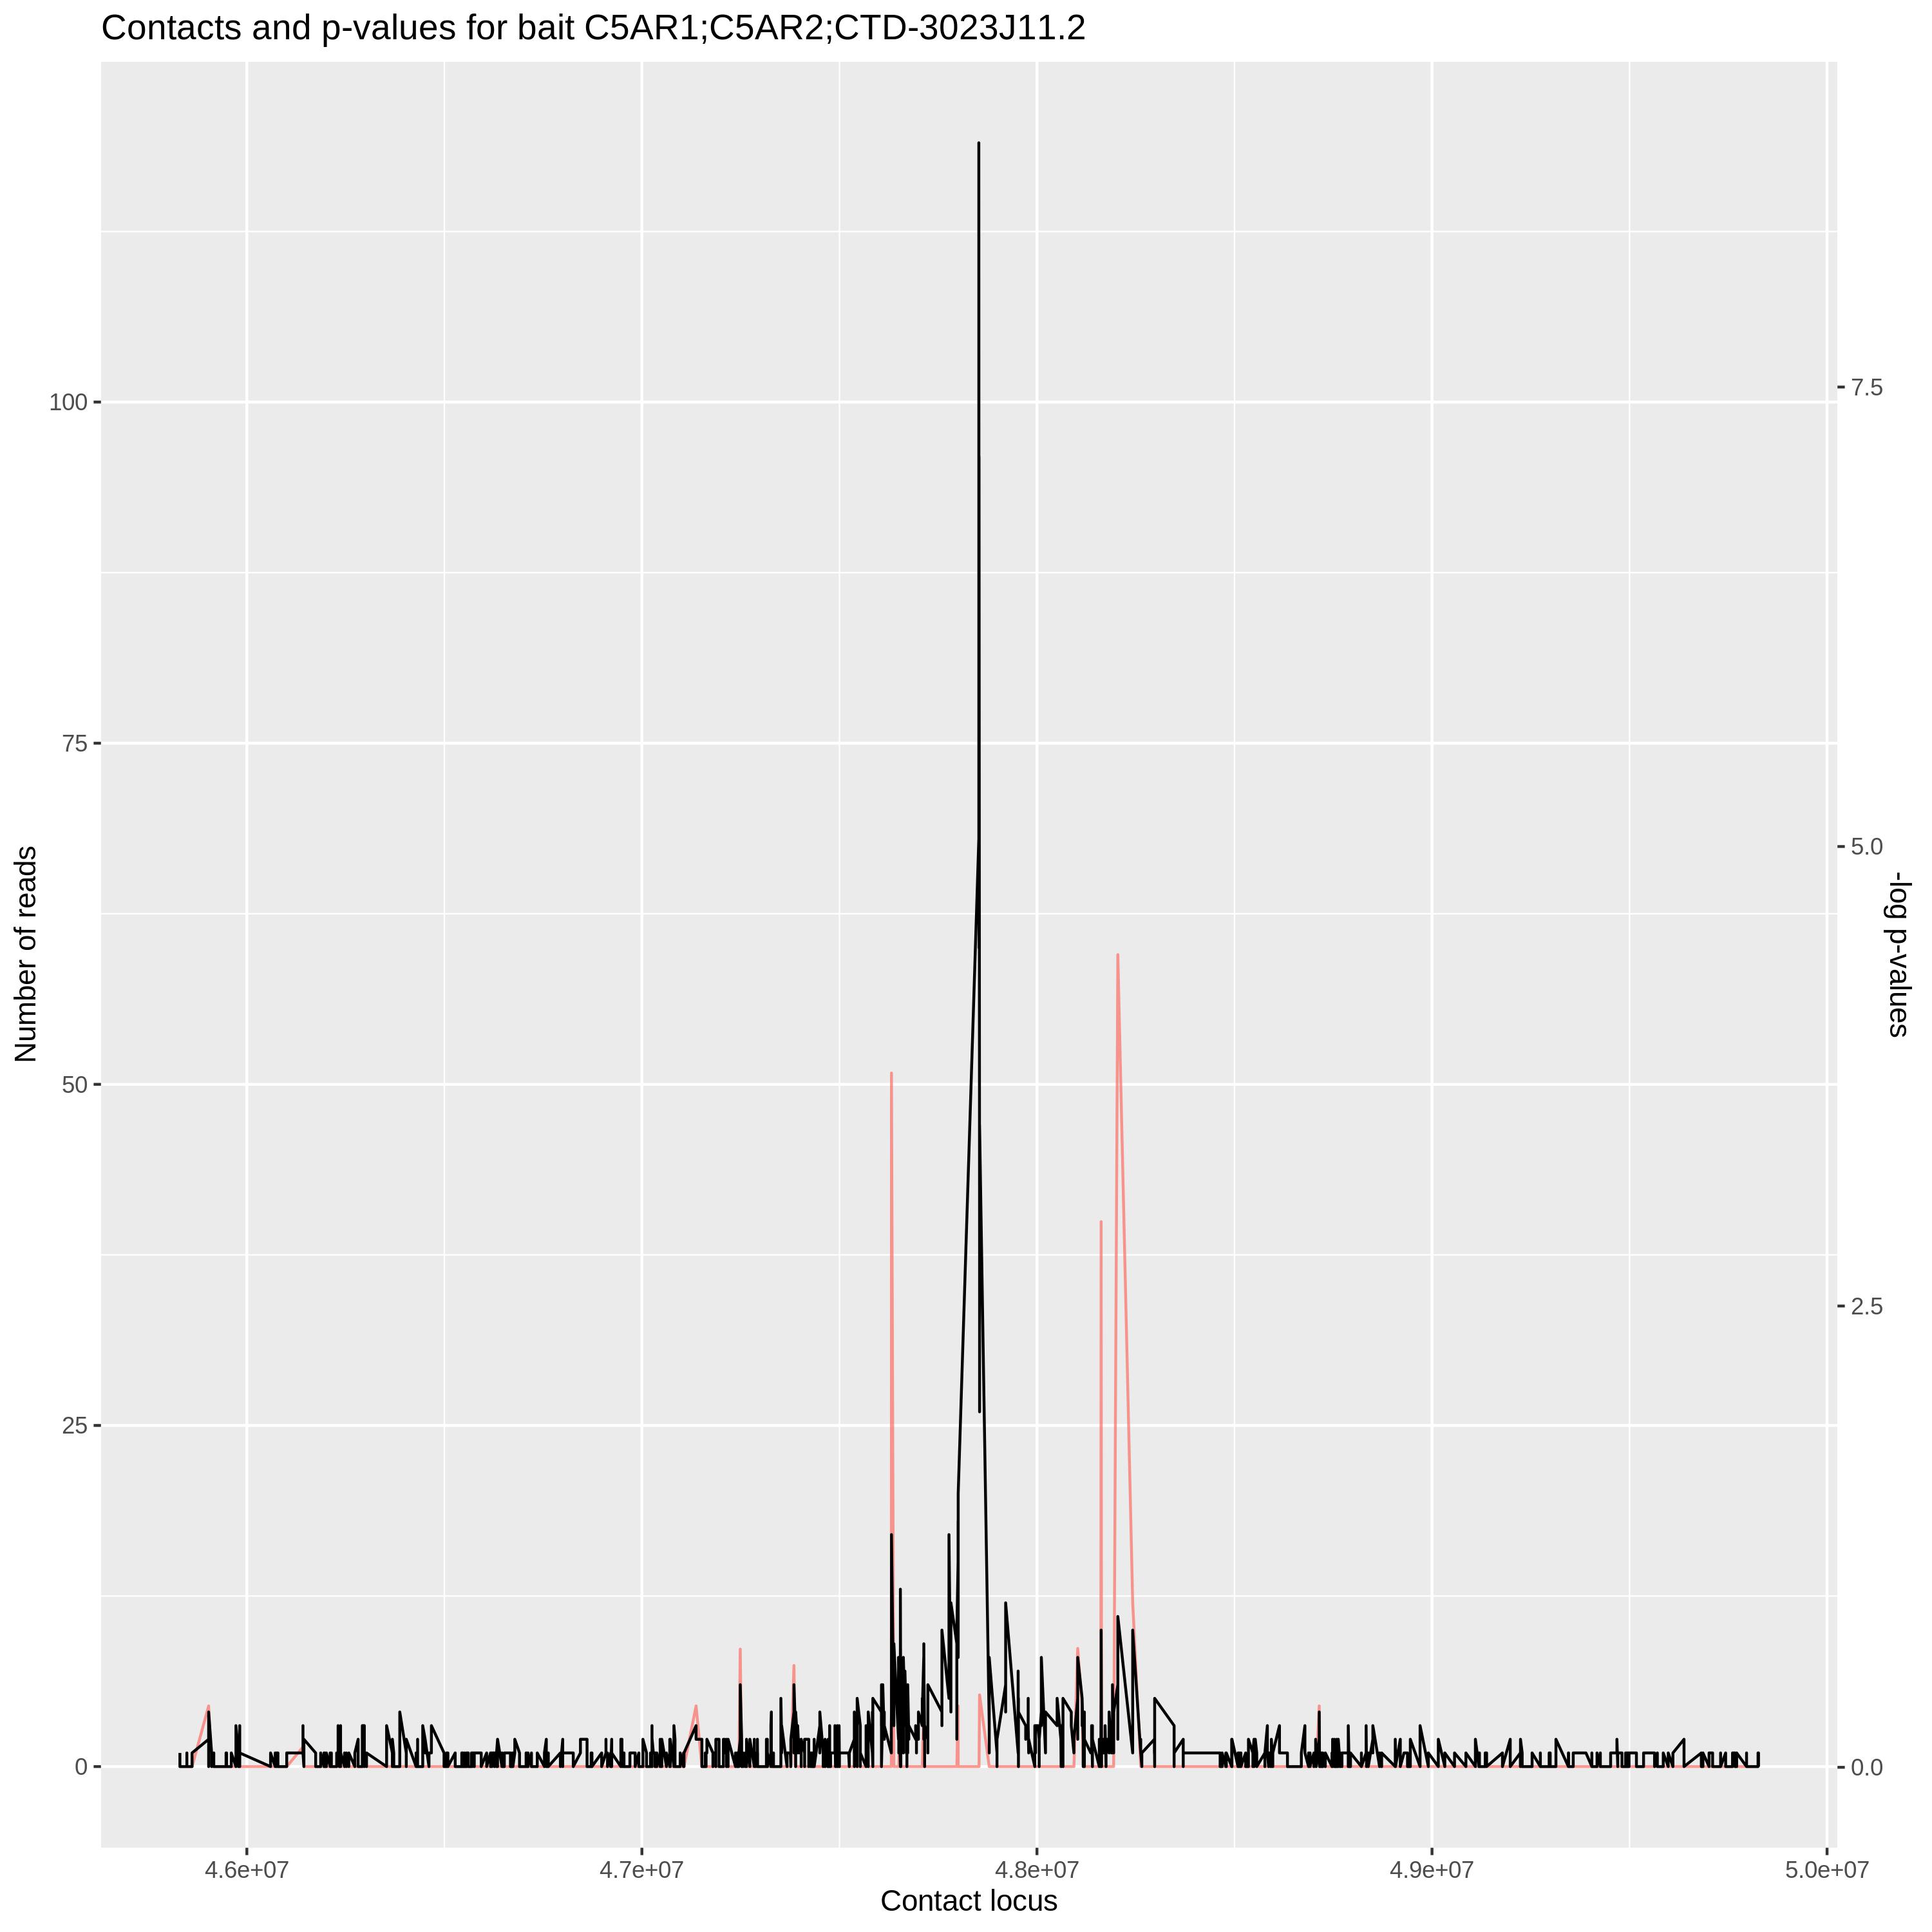 Contacts and p-values for bait C5AR1;C5AR2;CTD-3023J11.2
100
75
50
25
0
Number of reads
7.5
5.0
2.5
0.0
-log p-values
4.6e+07
4.7e+07
4.8e+07
4.9e+07
5.0e+07
Contact locus